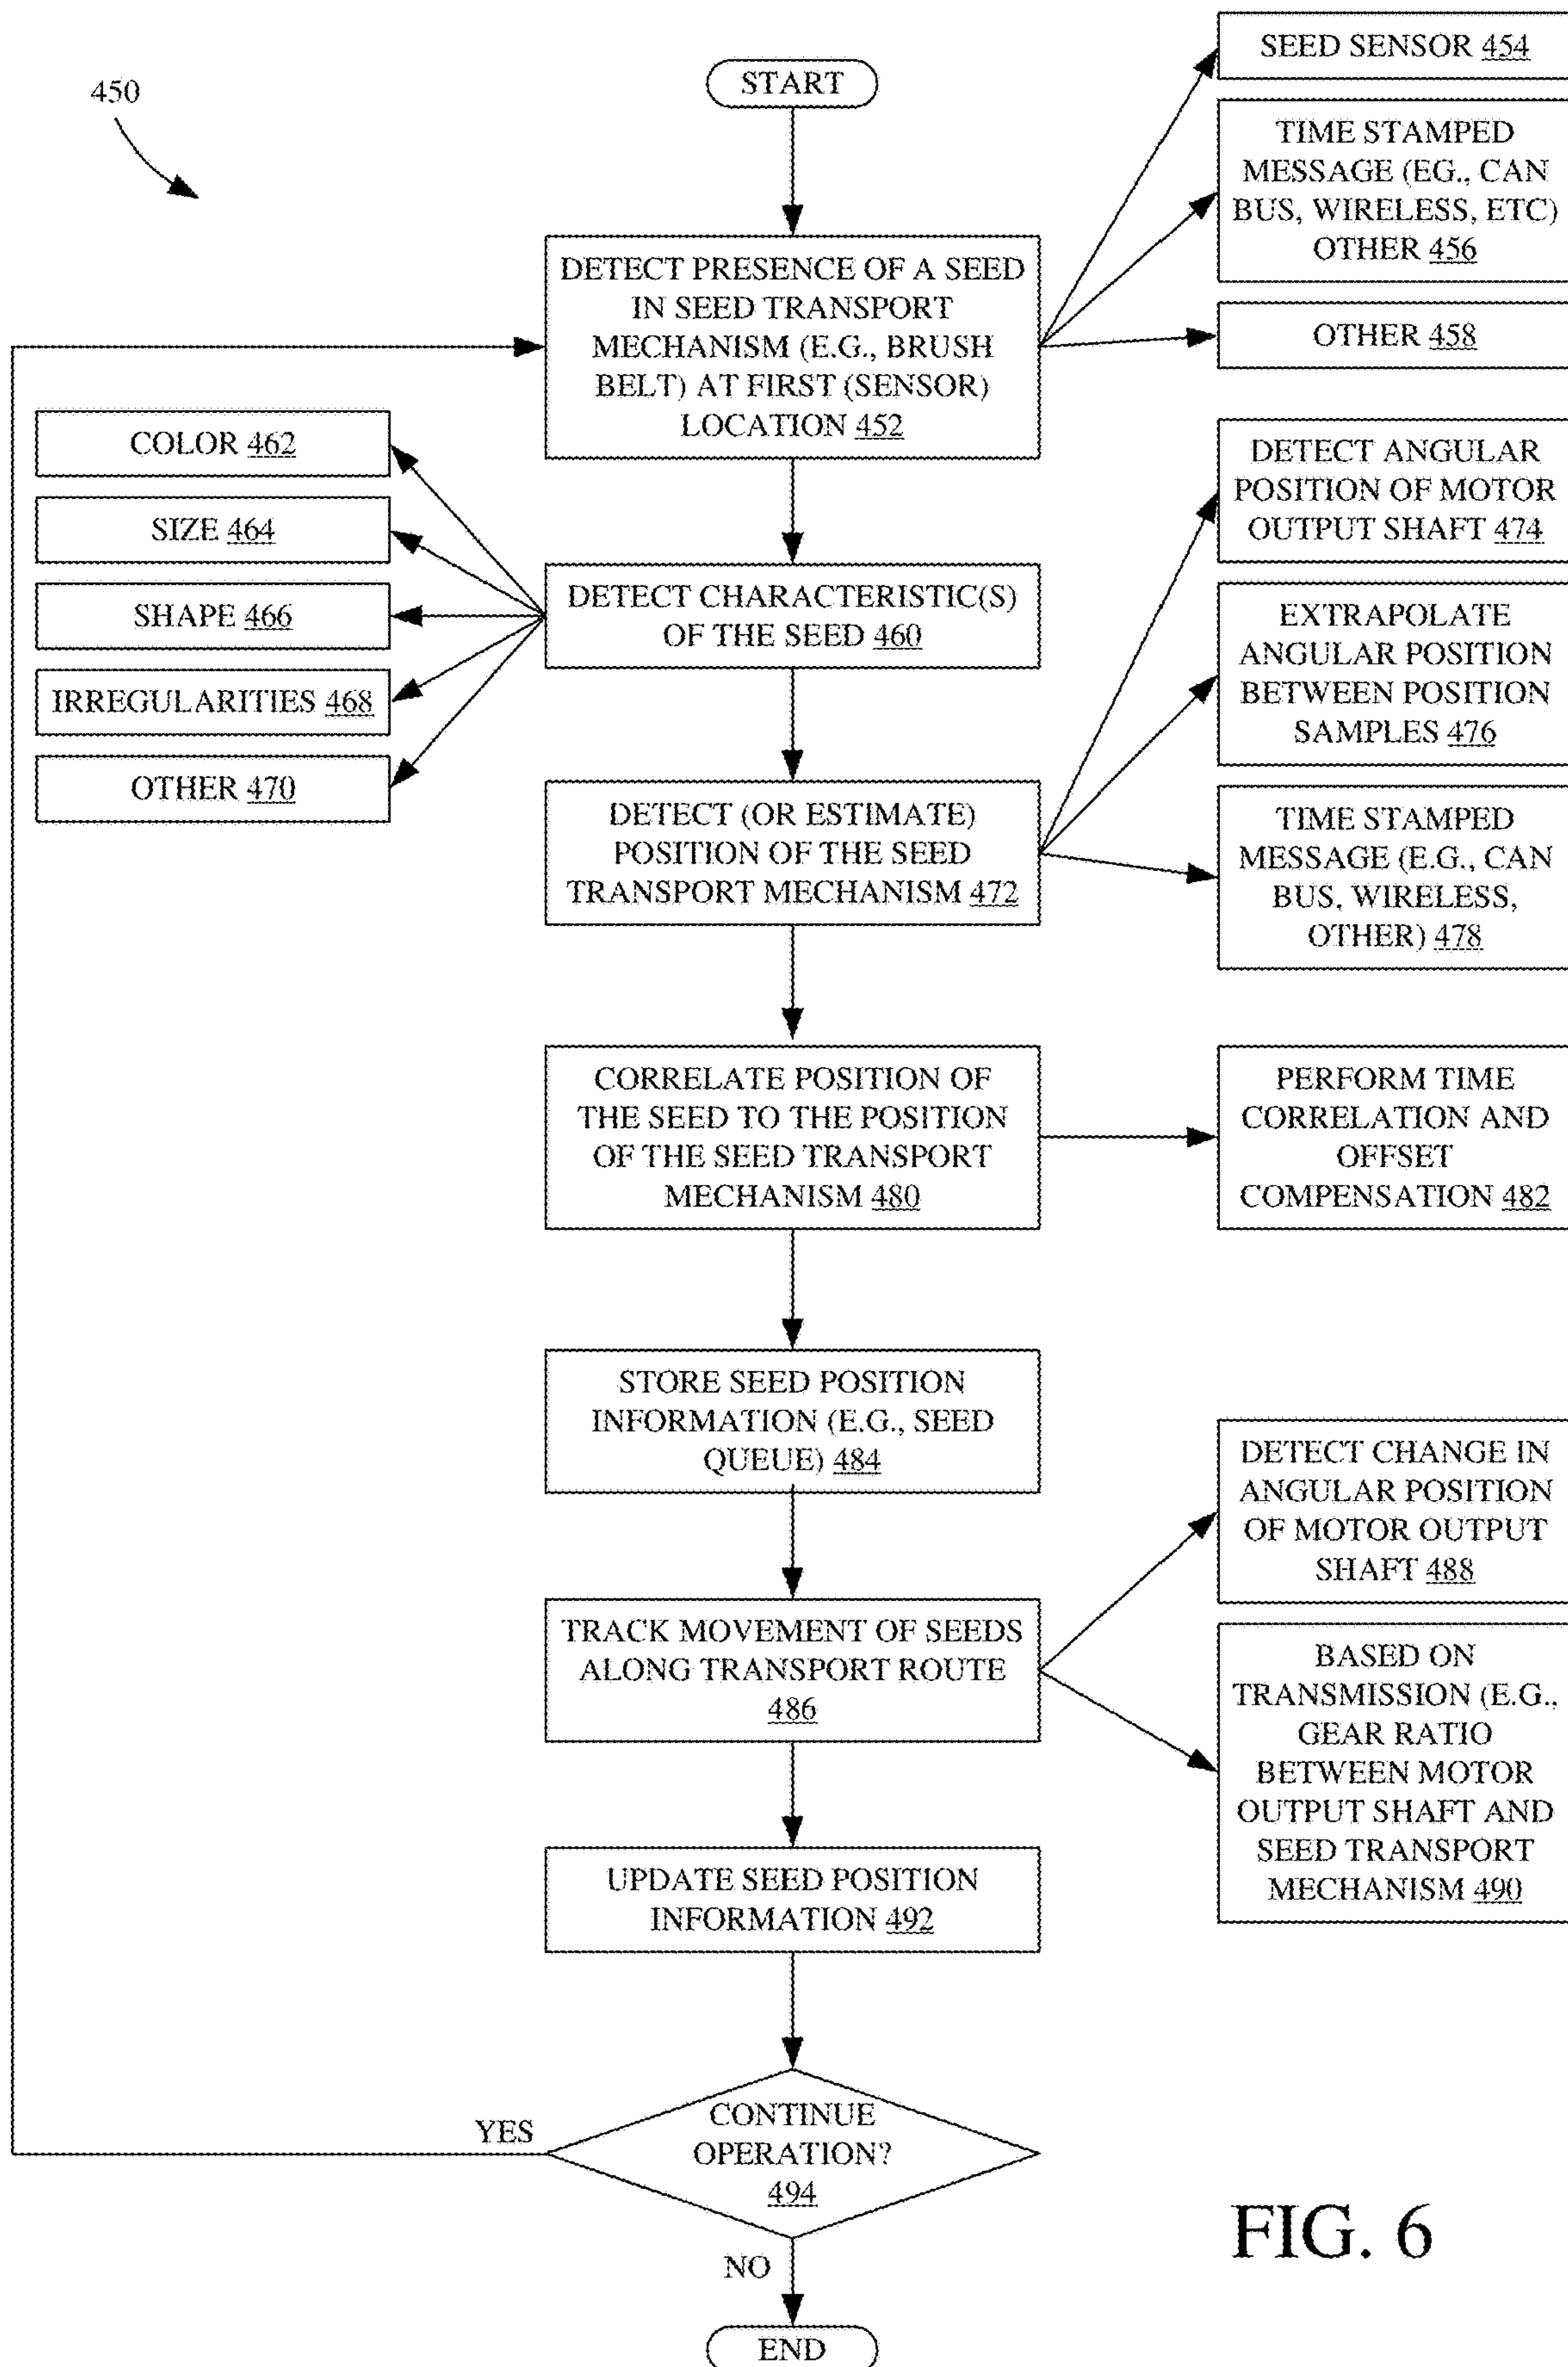 450
START
DETECT PRESENCE OF A SEED
IN SEED TRANSPORT
MECHANISM (E.G., BRUSH
BELT) AT FIRST (SENSOR)
LOCATION 452
SEED SENSOR 454
TIME STAMPED
MESSAGE (EG., CAN
BUS, WIRELESS, ETC)
OTHER 456
OTHER 458
DETECT CHARACTERISTIC(S)
OF THE SEED 460
COLOR 462
SIZE 464
SHAPE 466
IRREGULARITIES 468
OTHER 470
DETECT (OR ESTIMATE)
POSITION OF THE SEED
TRANSPORT MECHANISM 472
DETECT ANGULAR
POSITION OF MOTOR
OUTPUT SHAFT 474
EXTRAPOLATE
ANGULAR POSITION
BETWEEN POSITION
SAMPLES 476
TIME STAMPED
MESSAGE (E.G., CAN
BUS, WIRELESS,
OTHER) 478
CORRELATE POSITION OF
THE SEED TO THE POSITION
OF THE SEED TRANSPORT
MECHANISM 480
PERFORM TIME
CORRELATION AND
OFFSET
COMPENSATION 482
STORE SEED POSITION
INFORMATION (E.G., SEED
QUEUE) 484
TRACK MOVEMENT OF SEEDS
ALONG TRANSPORT ROUTE
486
DETECT CHANGE IN
ANGULAR POSITION
OF MOTOR OUTPUT
SHAFT 488
BASED ON
TRANSMISSION (E.G.,
GEAR RATIO
BETWEEN MOTOR
OUTPUT SHAFT AND
SEED TRANSPORT
MECHANISM 490
UPDATE SEED POSITION
INFORMATION 492
CONTINUE
OPERATION?
494
YES
NO
END
FIG. 6